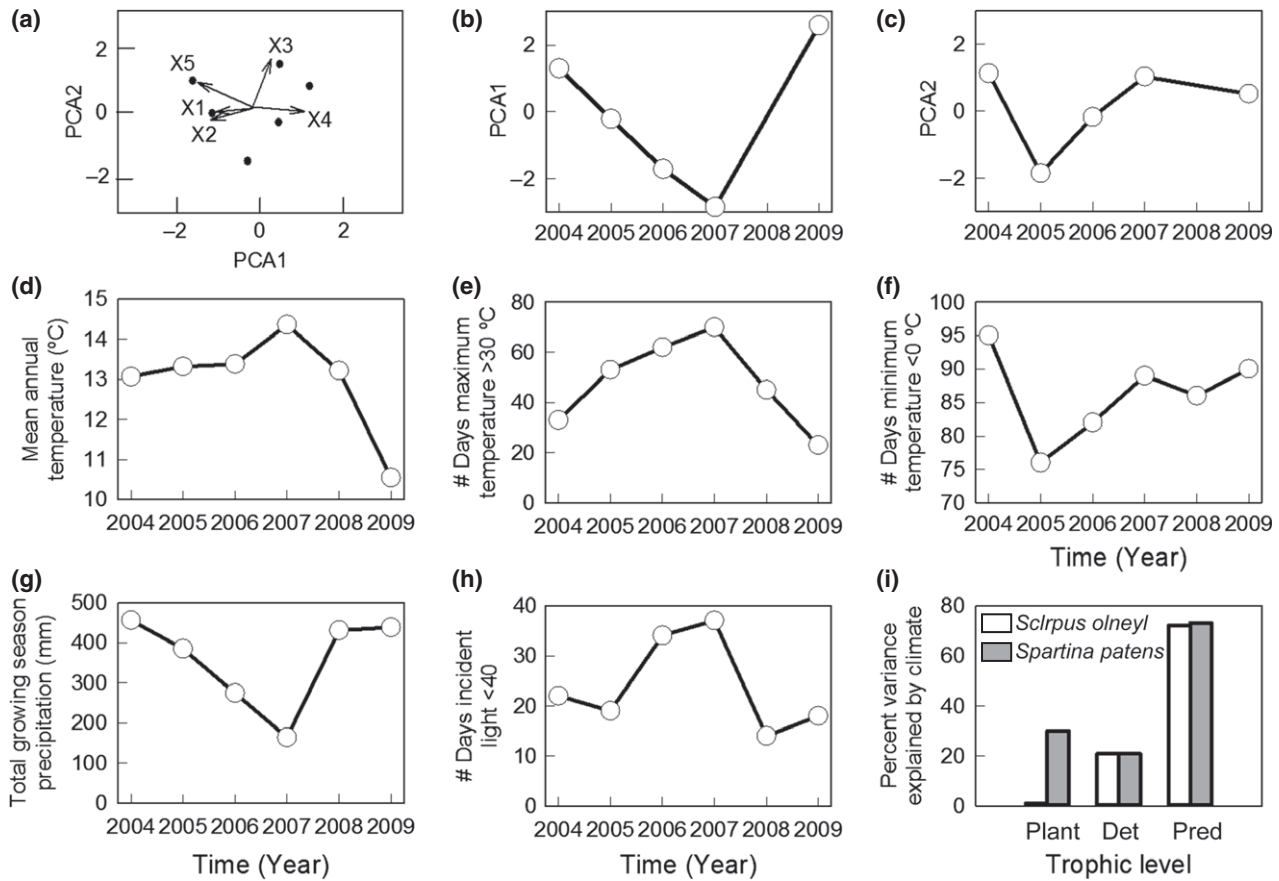 (a)
2
0
−2
PCA2
X5
X3
X1
X2
X4
−2
0
2
PCA1
(b)
2
0
−2
PCA1
2004 2005 2006 2007 2008 2009
(c)
2
0
−2
PCA2
2004 2005 2006 2007 2008 2009
(d)
15
14
13
12
11
10
Mean annual
temperature (ºC)
2004 2005 2006 2007 2008 2009
(e)
80
60
40
20
0
# Days maximum
temperature >30 ºC
2004 2005 2006 2007 2008 2009
(f)
100
95
90
85
80
75
70
# Days minimum
temperature <0 ºC
2004 2005 2006 2007 2008 2009
Time (Year)
(g)
500
400
300
200
100
0
Total growing season
precipitation (mm)
2004 2005 2006 2007 2008 2009
Time (Year)
(h)
40
30
20
10
0
# Days incident
light <40
2004 2005 2006 2007 2008 2009
Time (Year)
(i)
80
60
40
20
0
Percent variance
explained by climate
Sclrpus olneyl
Spartina patens
Plant Det Pred
Trophic level